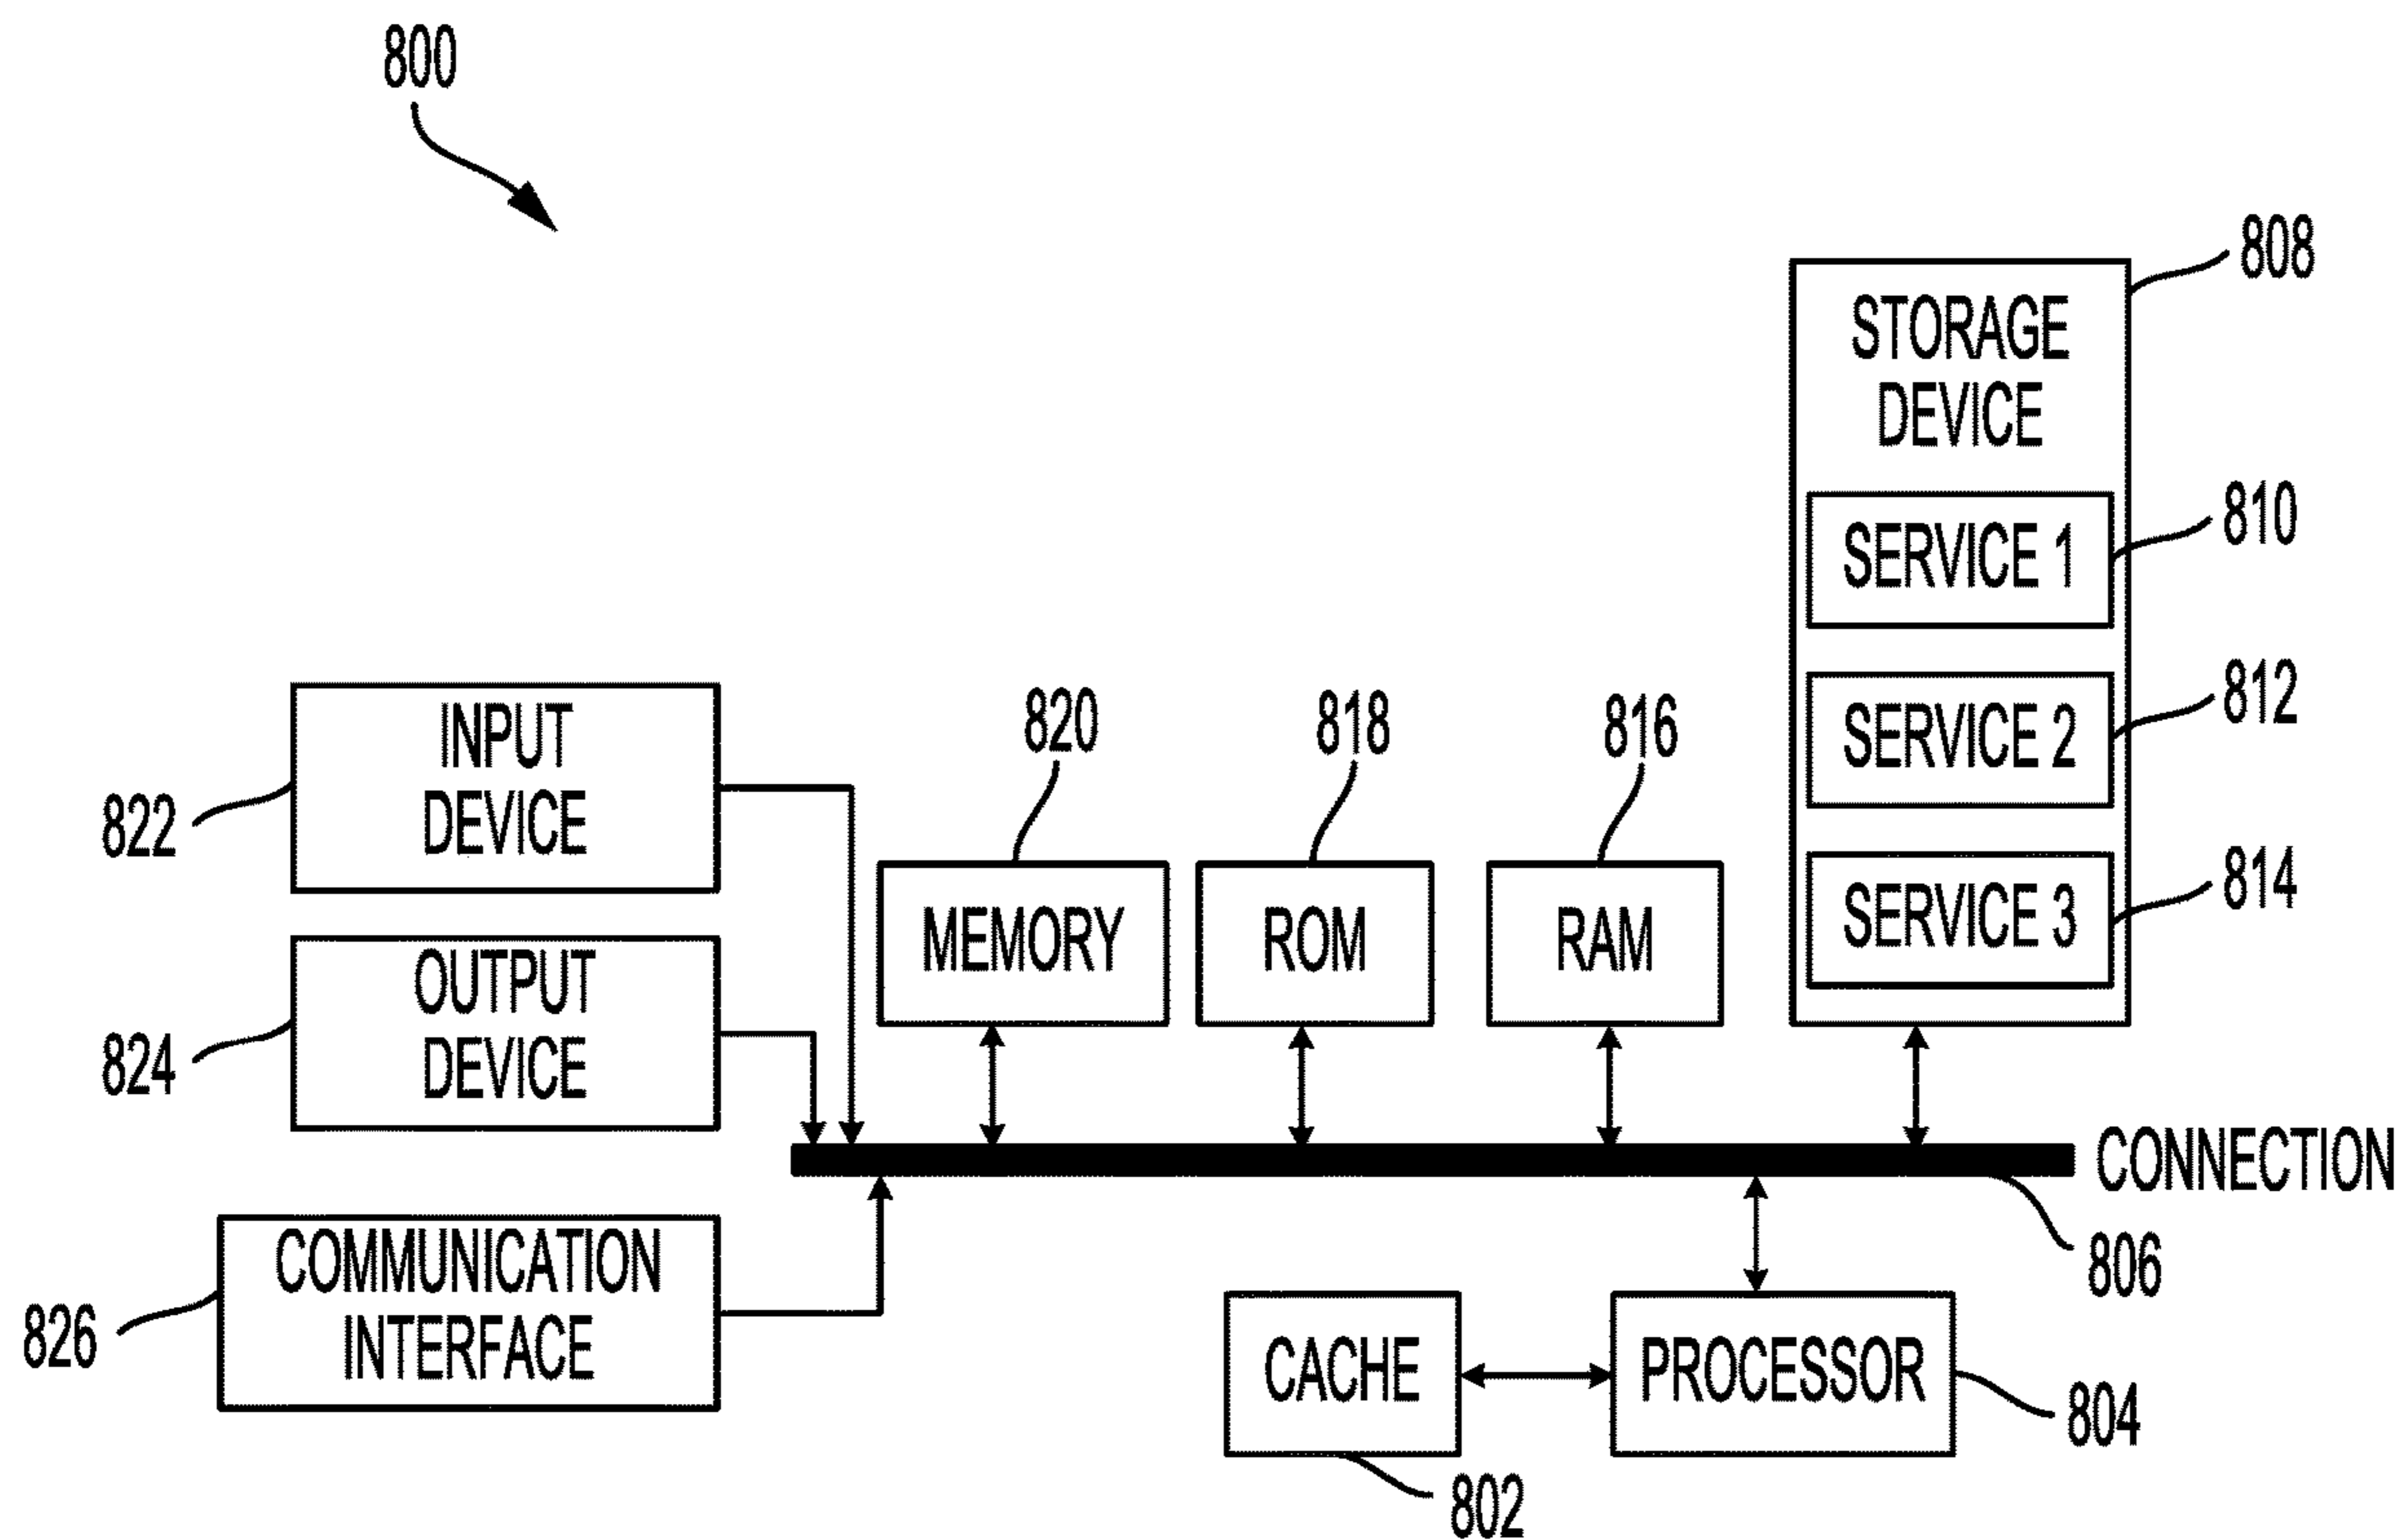 800
808
STORAGE
DEVICE
810
SERVICE 1
812
SERVICE 2
814
SERVICE 3
INPUT
DEVICE
822
820
818
816
MEMORY
ROM
RAM
OUTPUT
DEVICE
824
CONNECTION
806
COMMUNICATION
INTERFACE
826
CACHE
PROCESSOR
804
802